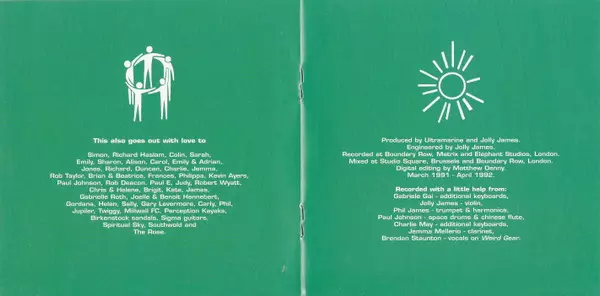 This also goes out with love to
Simon, Richard Haslam, Colin, Sarah,
Emily, Sharon, Alison, Carol, Emily & Adrian,
Jones, Richard, Duncan, Charlie, Jemma,
Rob Taylor, Brian & Beatrice, Frances, Philippa, Kevin Ayers,
Paul Johnson, Rob Deacon, Paul E, Judy, Robert Wyatt,
Chris & Helene, Brigit, Kate, James,
Gabrielle Roth, Joelle & Benoit Hennebert,
Gordana, Helen, Sally, Gary Levermore, Carly, Phil,
Jupiter, Twiggy, Millwall FC, Perception Kayaks,
Birkenstock sandals, Sigma guitars,
Spiritual Sky, Southwold and
The Rose.
Produced by Ultramarine and Jolly James.
Engineered by Jolly James.
Recorded at Boundary Row, Matrix and Elephant Studios, London.
Mixed at Studio Square, Brussels and Boundary Row, London.
Digital editing by Matthew Denny.
March 1991 - April 1992.
Recorded with a little help from:
Gabriele Gai - additional keyboards,
Jolly James - violin,
Phil James - trumpet & harmonica,
Paul Johnson - space drums & chinese flute,
Charlie May - additional keyboards,
Jemma Mellerio - clarinet,
Brendan Staunton - vocals on Weird Gear.